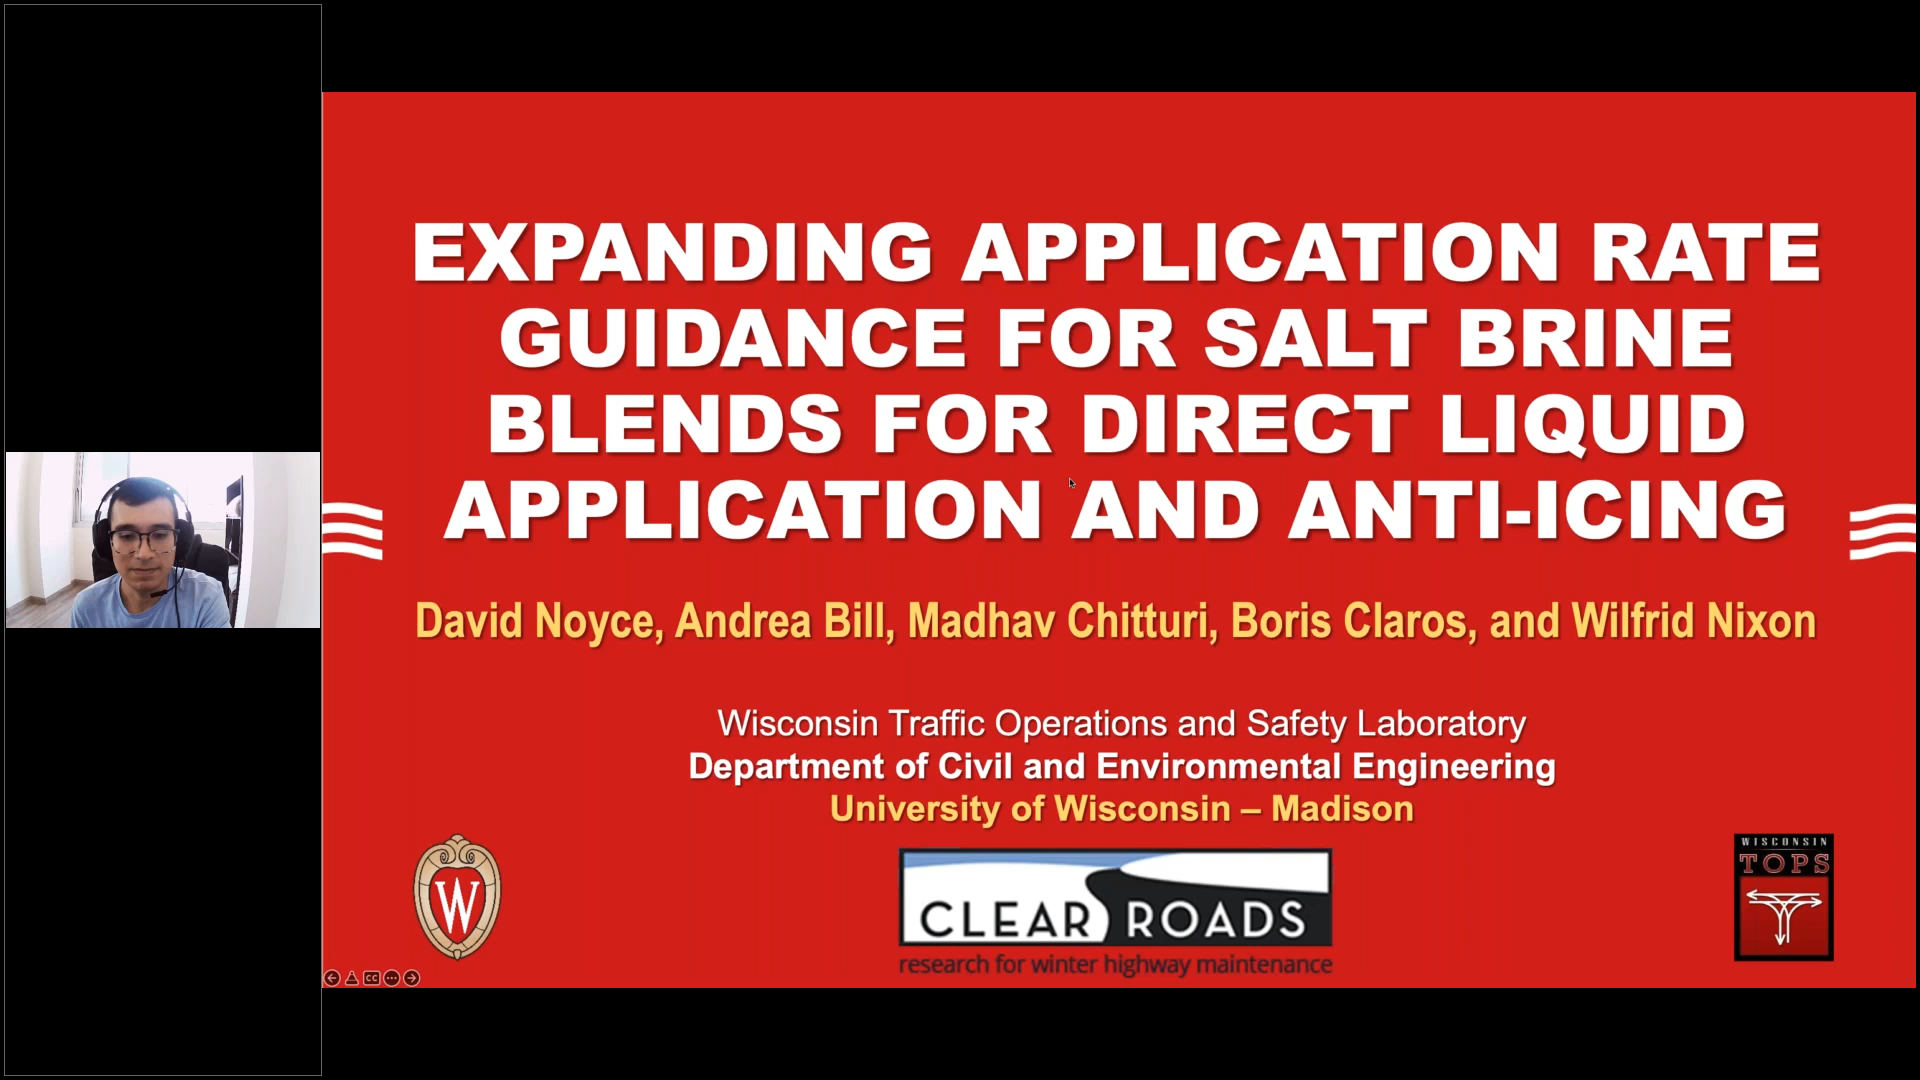 EXPANDING APPLICATION RATE
GUIDANCE FOR SALT BRINE
BLENDS FOR DIRECT LIQUID
APPLICATION AND ANTI-ICING
David Noyce, Andrea Bill, Madhav Chitturi, Boris Claros, and Wilfrid Nixon
Wisconsin Traffic Operations and Safety Laboratory
Department of Civil and Environmental Engineering
University of Wisconsin – Madison
W
CLEAR ROADS
research for winter highway maintenance
WISCONSIN
TOPS
CC